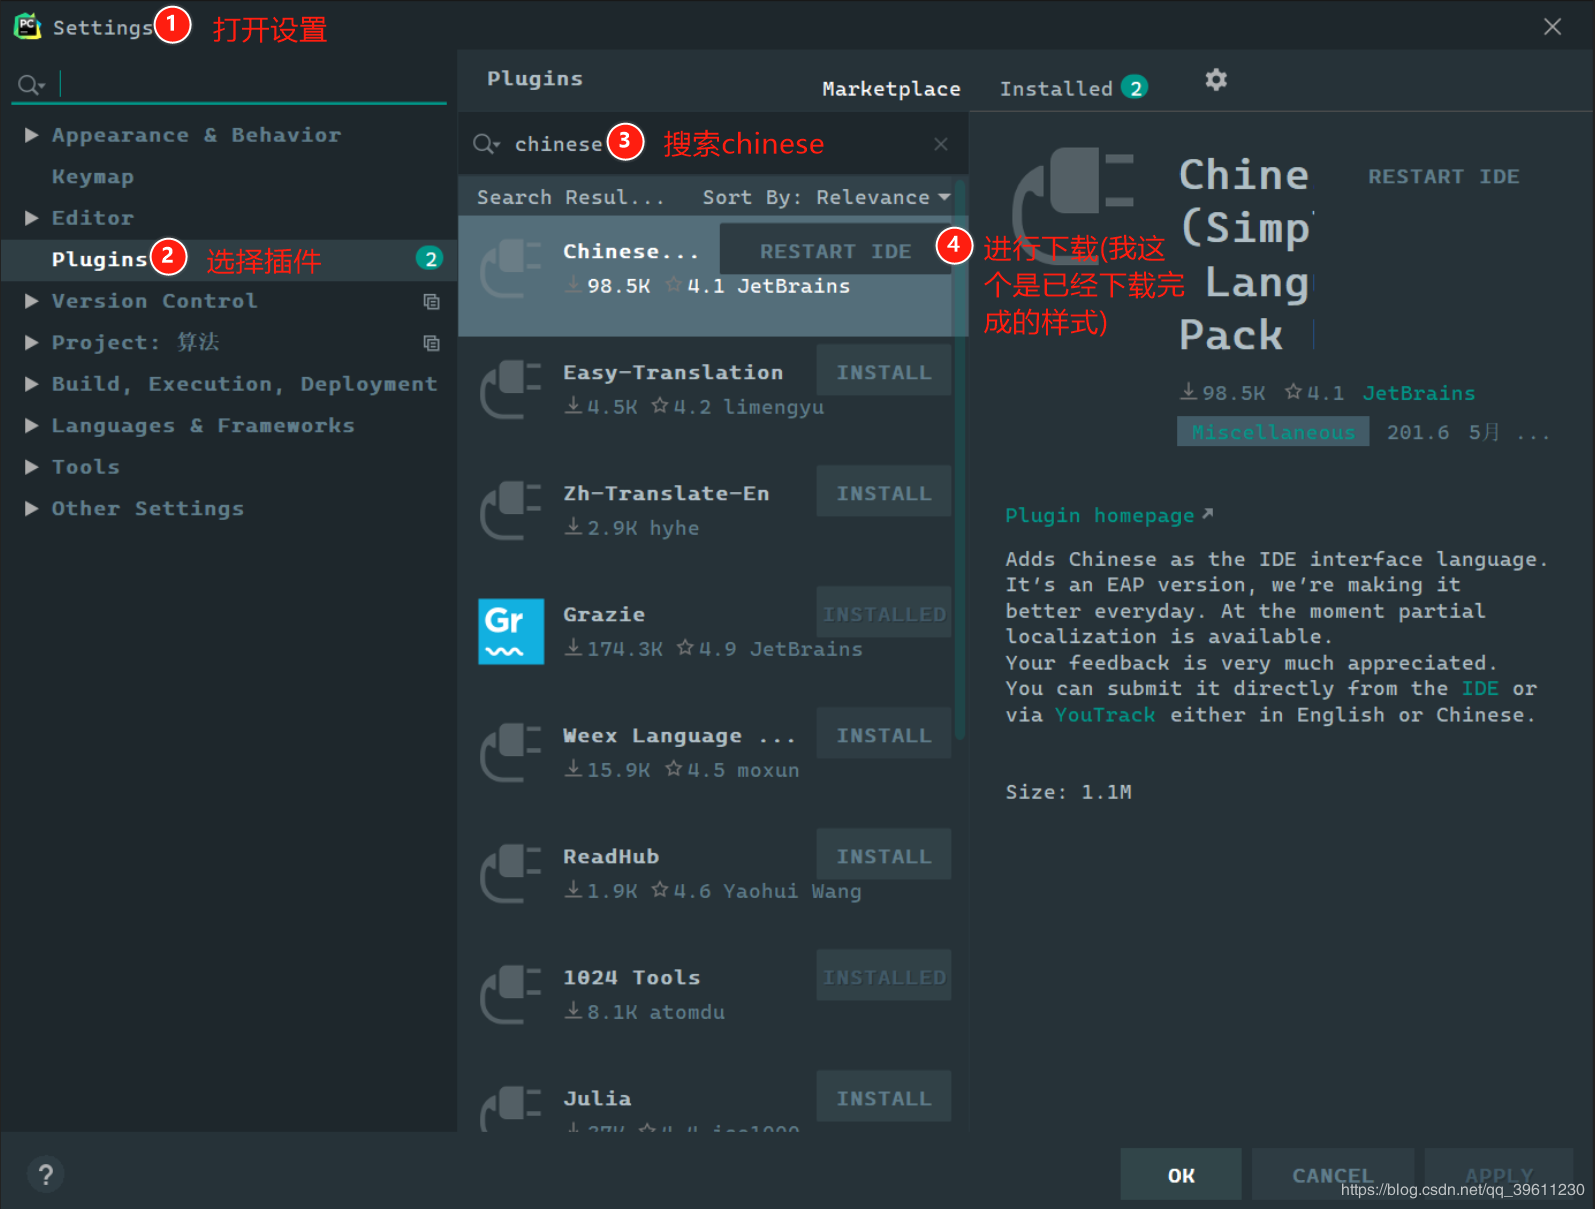 PC Settings 1 打开设置
Appearance & Behavior
Keymap
Editor
Plugins 2 选择插件 2
Version Control
Project: 算法
Build, Execution, Deployment
Languages & Frameworks
Tools
Other Settings
Plugins Marketplace Installed 2
chinese 3 搜索chinese
Search Resul... Sort By: Relevance
Chinese... RESTART IDE
98.5K 4.1 JetBrains
4 进行下载(我这
个是已经下载完
成的样式)
Easy-Translation INSTALL
4.5K 4.2 limengyu
Zh-Translate-En INSTALL
2.9K hyhe
Gr Grazie INSTALLED
174.3K 4.9 JetBrains
Weex Language ... INSTALL
15.9K 4.5 moxun
ReadHub INSTALL
1.9K 4.6 Yaohui Wang
1024 Tools INSTALLED
8.1K atomdu
Julia INSTALL
Chine RESTART IDE
(Simp
Lang
Pack
98.5K 4.1 JetBrains
Miscellaneous 201.6 5月 ...
Plugin homepage
Adds Chinese as the IDE interface language.
It's an EAP version, we're making it
better everyday. At the moment partial
localization is available.
Your feedback is very much appreciated.
You can submit it directly from the IDE or
via YouTrack either in English or Chinese.
Size: 1.1M
? OK CANCEL APPLY
https://blog.csdn.net/qq_39611230